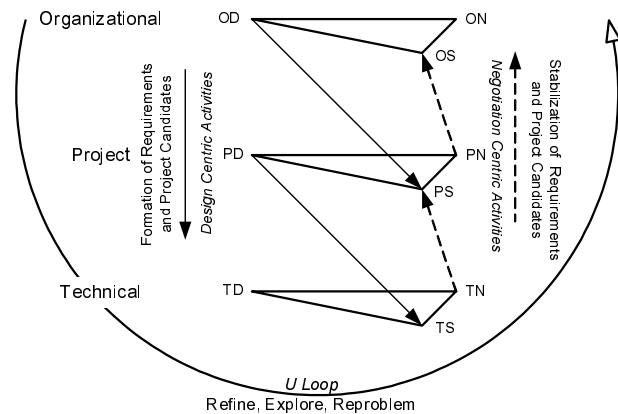 Organizational
OD
ON
OS
Formation of Requirements
and Project Candidates
Design Centric Activities
Negotiation Centric Activities
Stabilization of Requirements
and Project Candidates
Project
PD
PN
PS
Technical
TD
TN
TS
U Loop
Refine, Explore, Reproblem